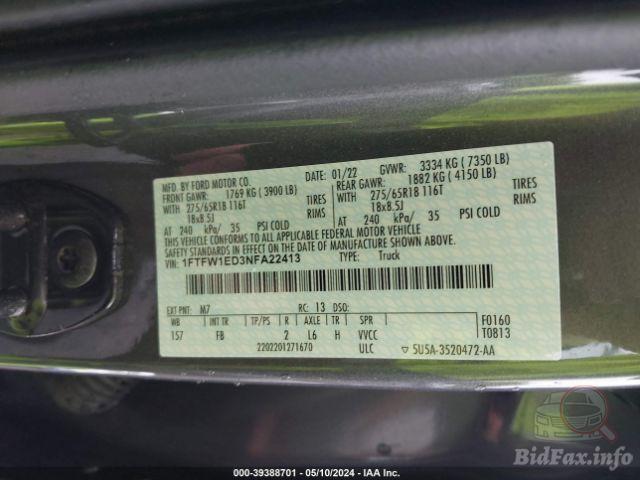 MFD. BY FORD MOTOR CO.
DATE: 01/22 GVWR: 3334 KG ( 7350 LB)
FRONT GAWR: 1769 KG ( 3900 LB) REAR GAWR: 1882 KG ( 4150 LB)
WITH 275/65R18 116T TIRES WITH 275/65R18 116T TIRES
18x8.5J RIMS 18x8.5J RIMS
AT 240 kPa/ 35 PSI COLD AT 240 kPa/ 35 PSI COLD
THIS VEHICLE CONFORMS TO ALL APPLICABLE FEDERAL MOTOR VEHICLE
SAFETY STANDARDS IN EFFECT ON THE DATE OF MANUFACTURE SHOWN ABOVE.
VIN: 1FTFW1ED3NFA22413 TYPE: Truck
EXT PNT: M7 RC: 13 DSO:
WB INT TR TP/PS R AXLE TR SPR F0160
157 FB 2 L6 H VVCC T0813
2202201271670 ULC 5U5A-3520472-AA
BidFax.info
000-39388701 - 05/10/2024 - IAA Inc.